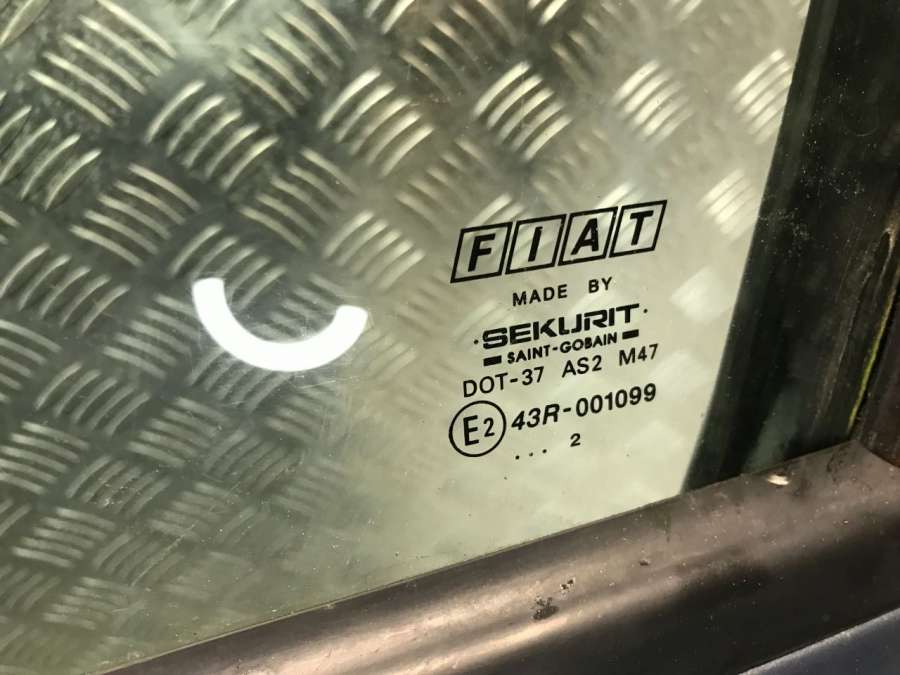 FIAT
MADE BY
·SEKURIT·
SAINT-GOBAIN
DOT-37 AS2 M47
E2 43R-001099
... 2